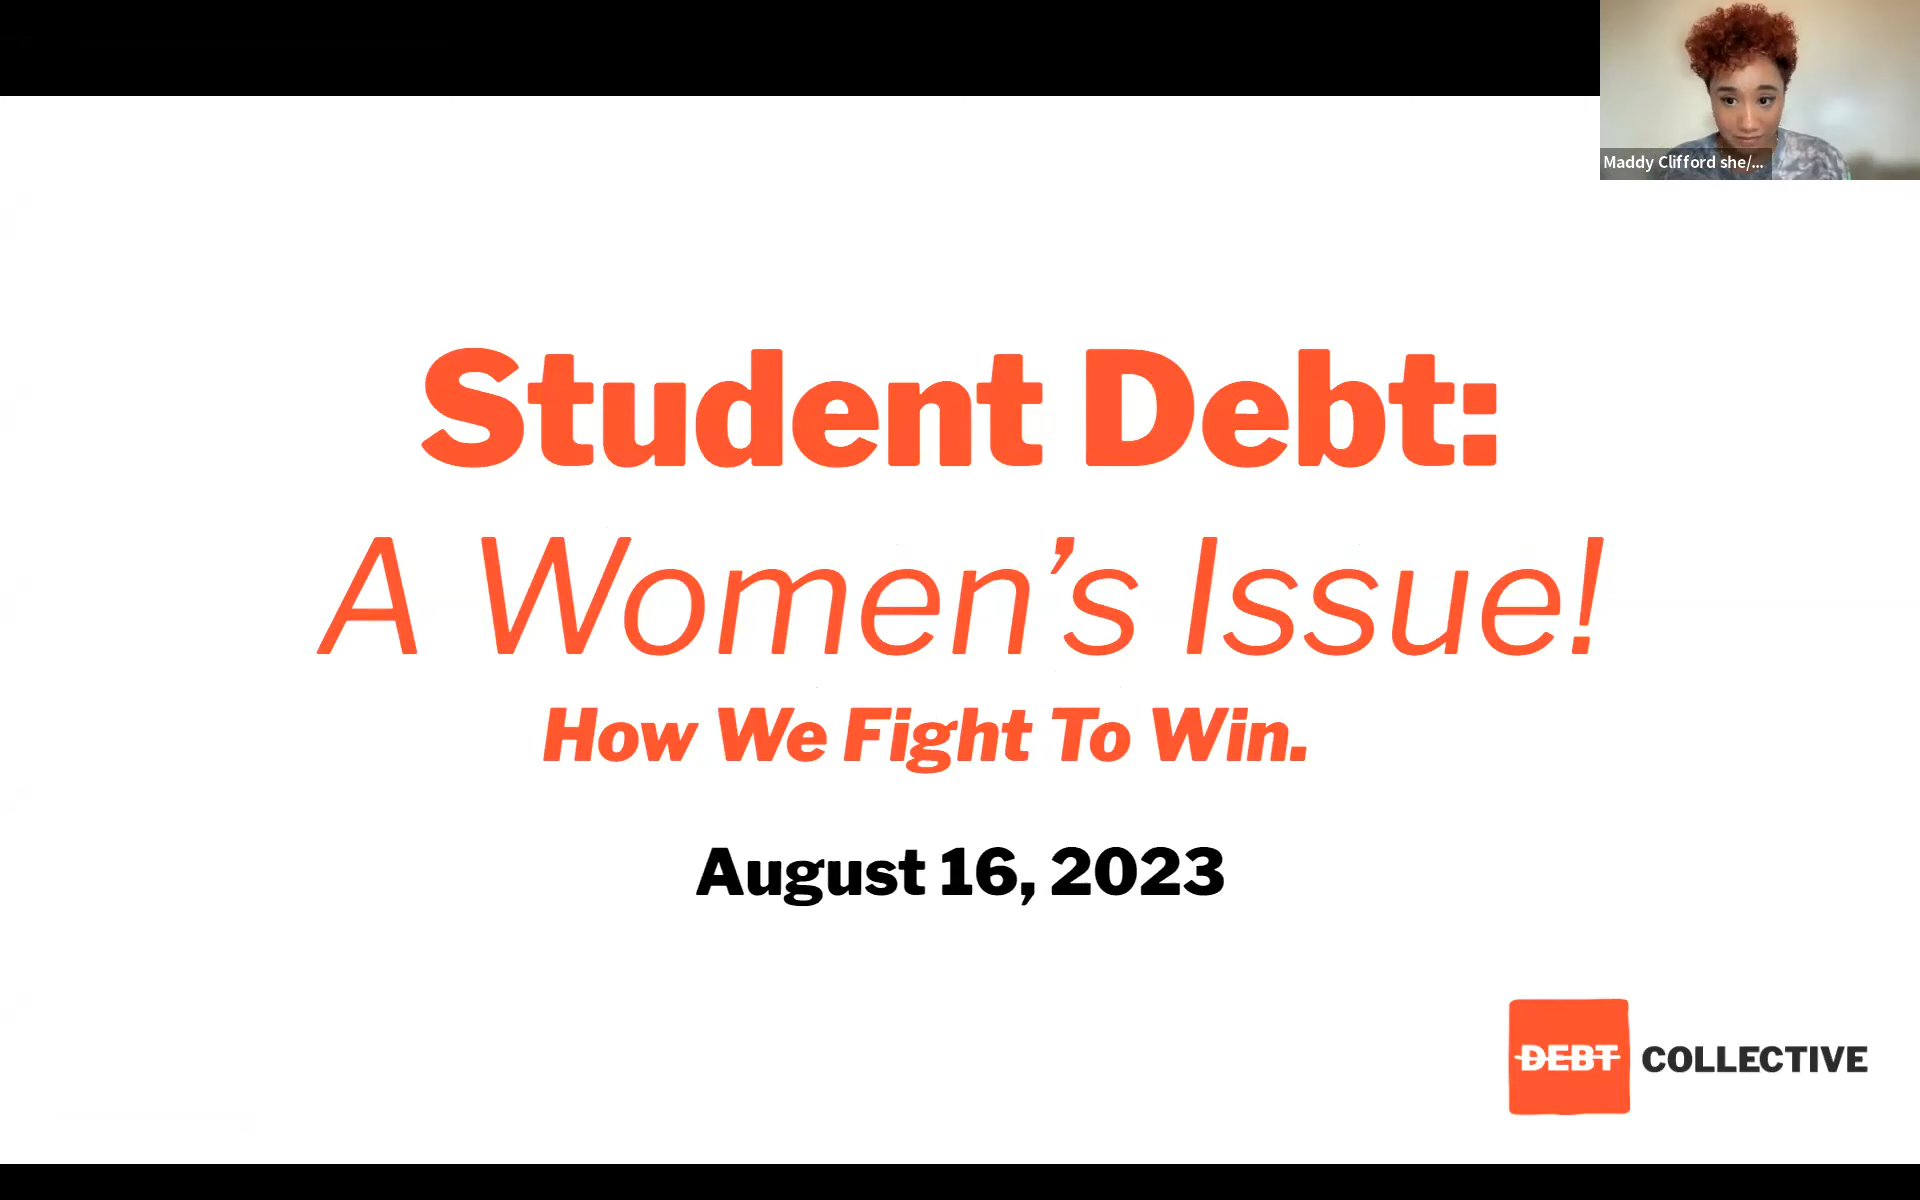 Maddy Clifford she/...
Student Debt:
A Women’s Issue!
How We Fight To Win.
August 16, 2023
DEBT COLLECTIVE